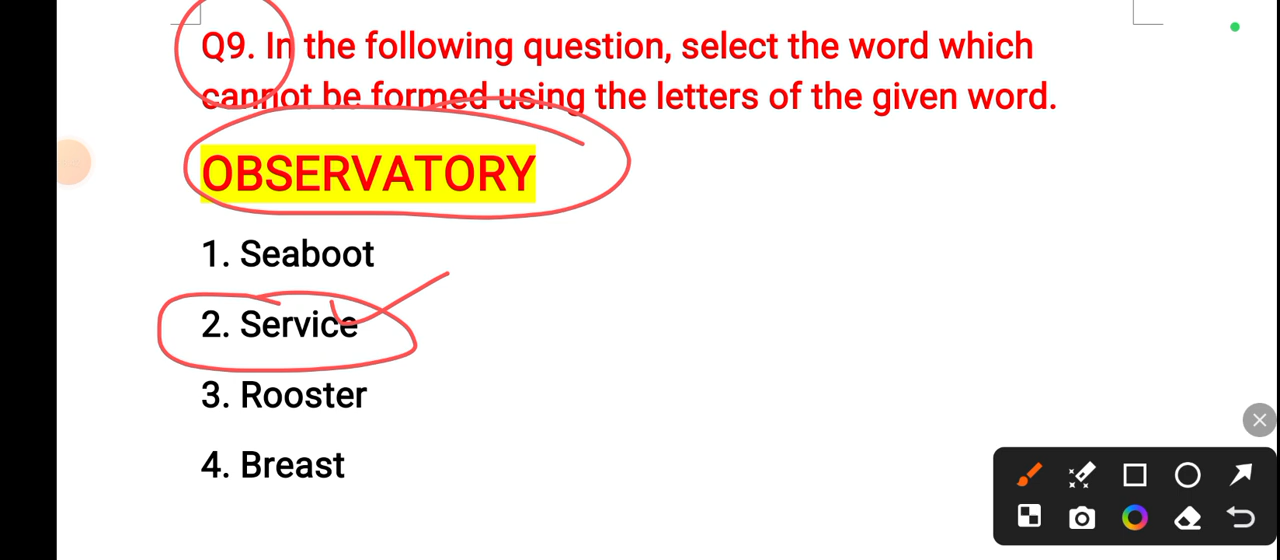 Q9. In the following question, select the word which
cannot be formed using the letters of the given word.
OBSERVATORY
1. Seaboot
2. Service
3. Rooster
4. Breast